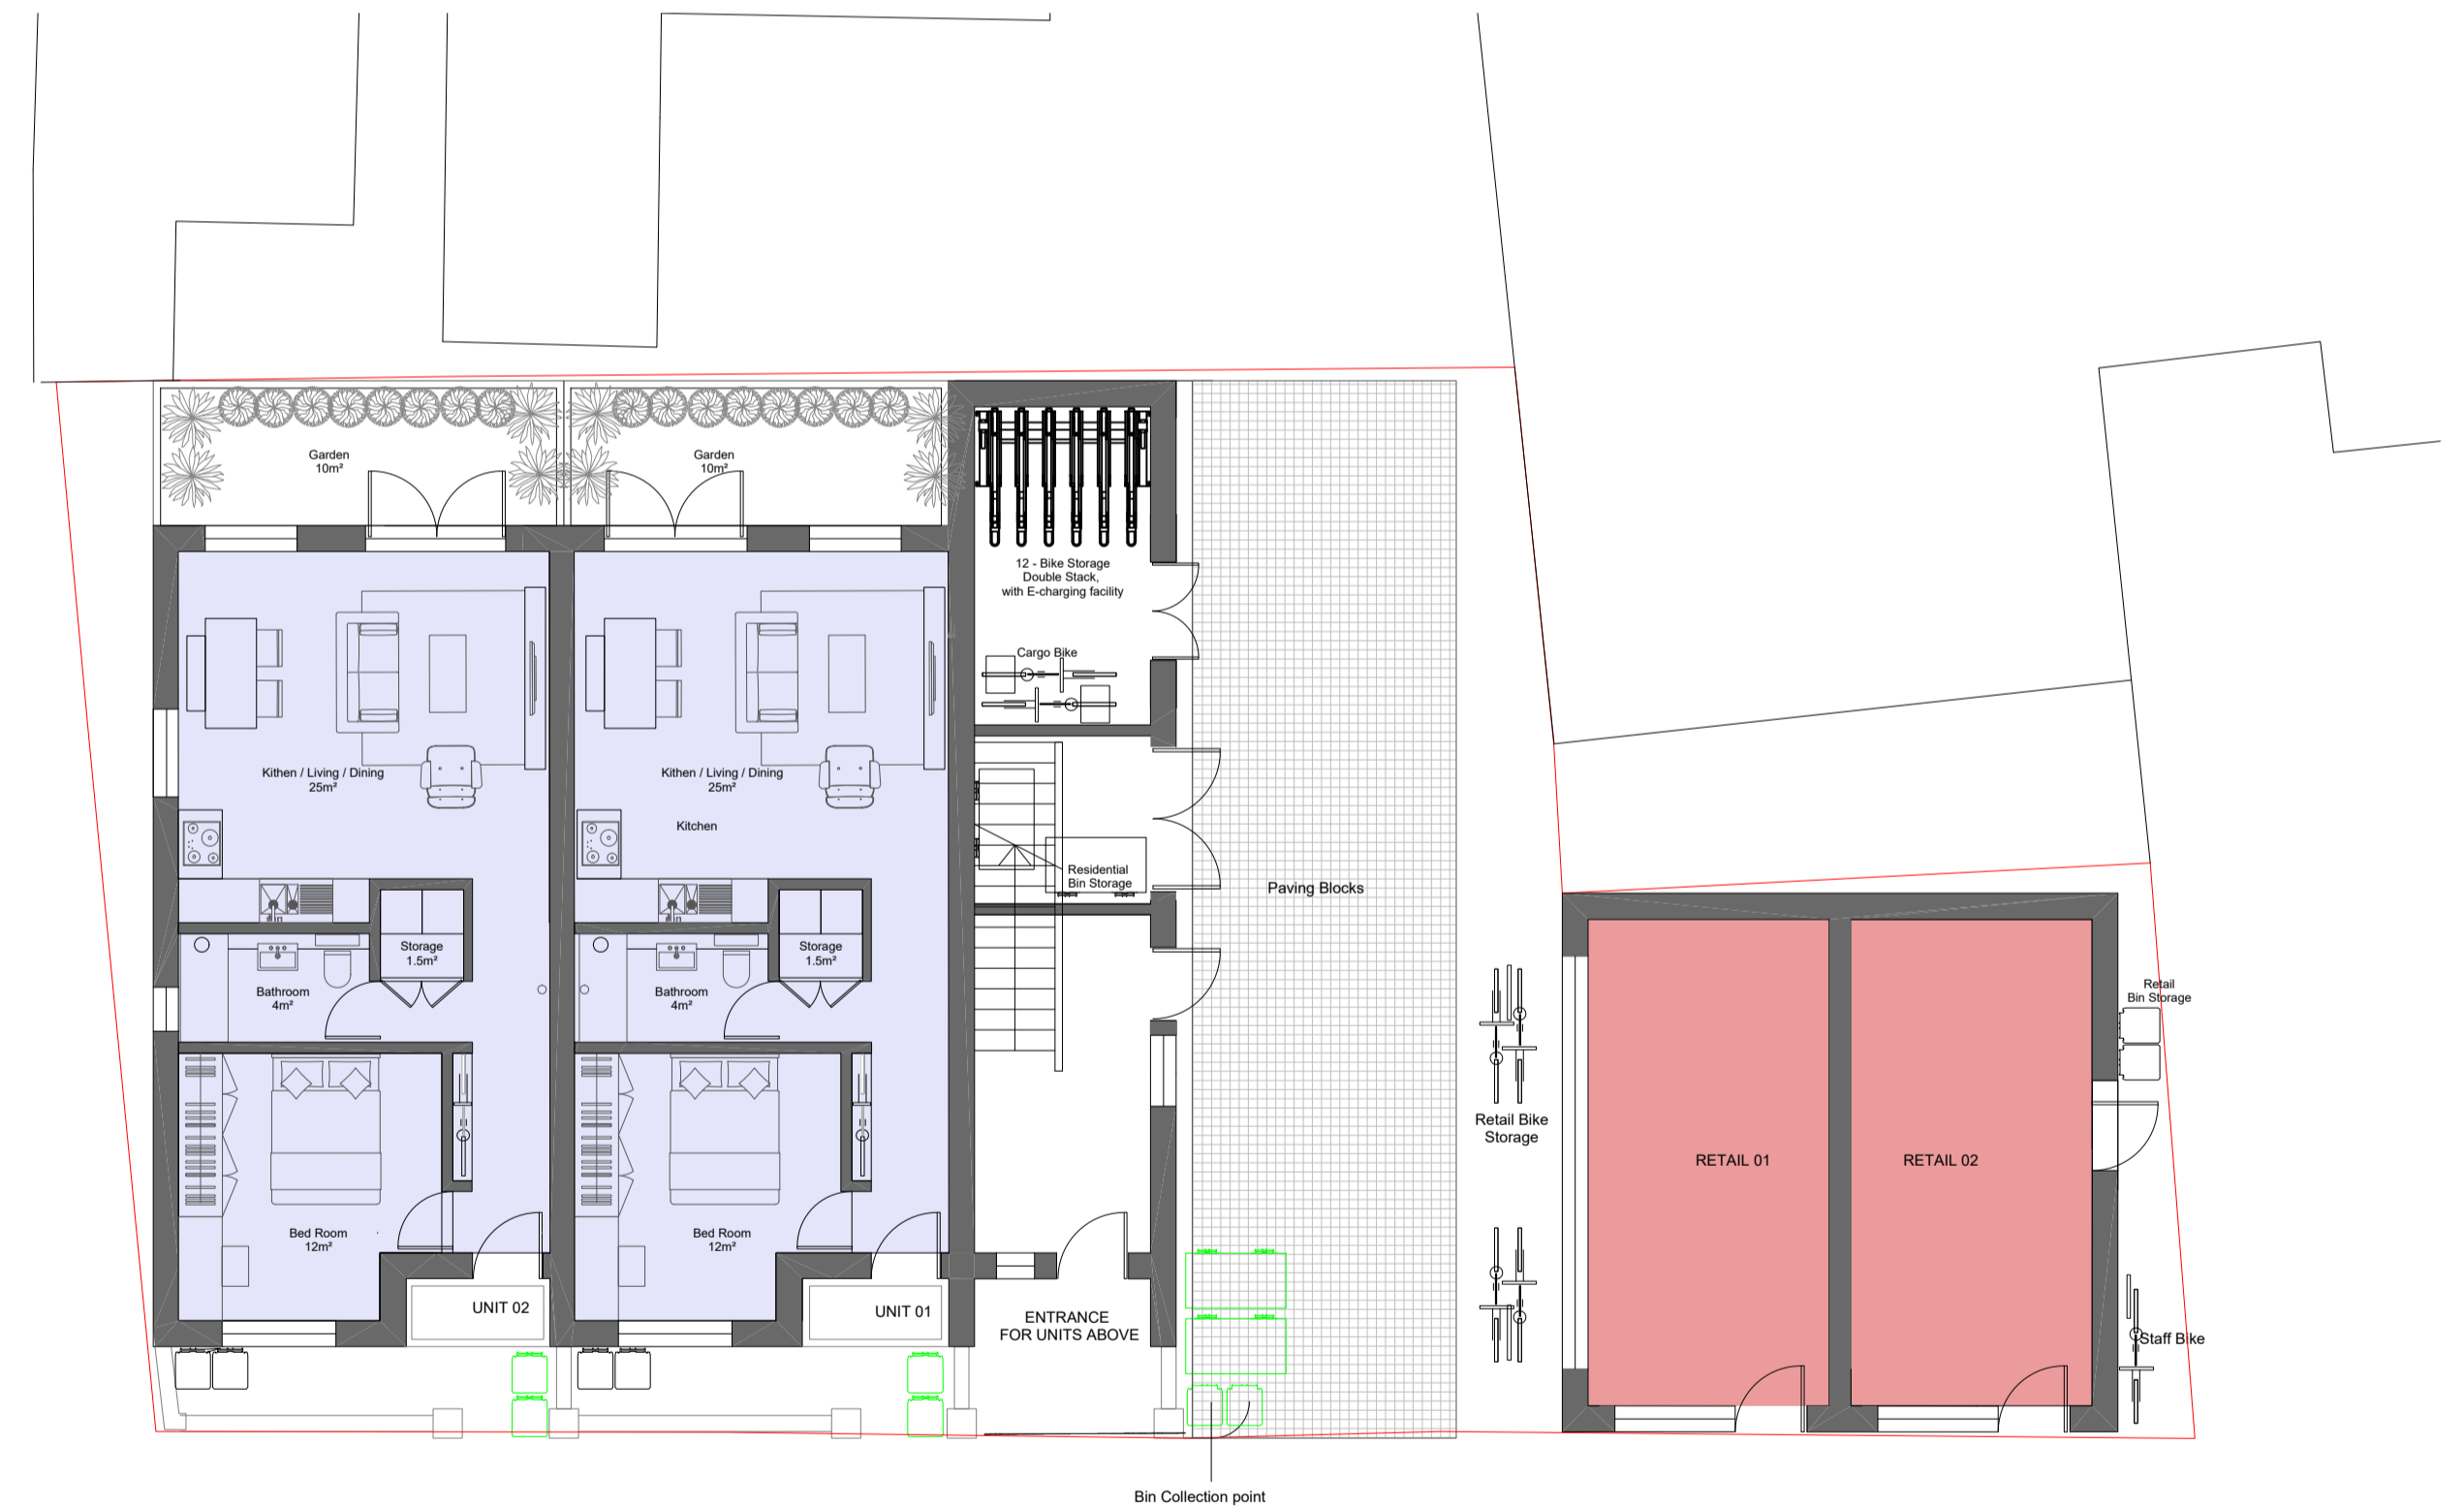 Garden
10m²
Garden
10m²
12 - Bike Storage
Double Stack,
with E-charging facility
Cargo Bike
Kithen / Living / Dining
25m²
Kithen / Living / Dining
25m²
Kitchen
Residential
Bin Storage
Paving Blocks
Storage
1.5m²
Storage
1.5m²
Bathroom
4m²
Bathroom
4m²
Retail
Bin Storage
Retail Bike
Storage
RETAIL 01
RETAIL 02
Bed Room
12m²
Bed Room
12m²
UNIT 02
UNIT 01
ENTRANCE
FOR UNITS ABOVE
Staff Bike
Bin Collection point